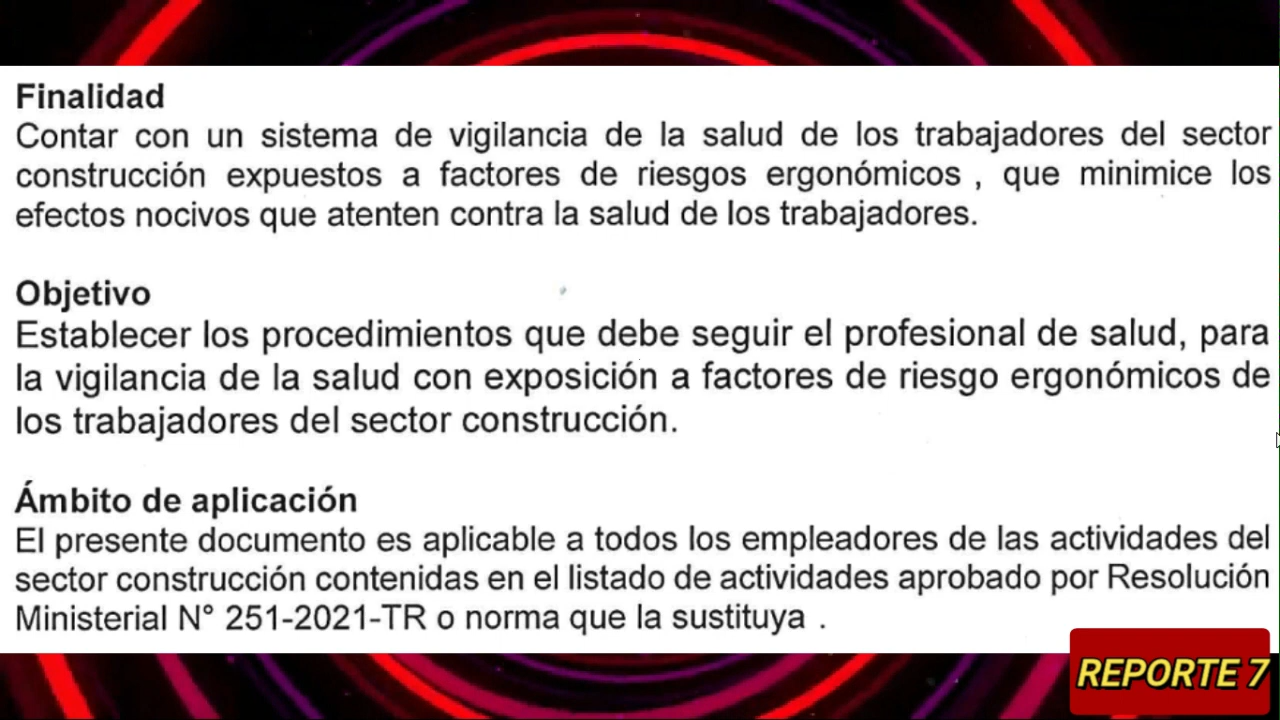 Finalidad
Contar con un sistema de vigilancia de la salud de los trabajadores del sector
construcción expuestos a factores de riesgos ergonómicos , que minimice los
efectos nocivos que atenten contra la salud de los trabajadores.
Objetivo
Establecer los procedimientos que debe seguir el profesional de salud, para
la vigilancia de la salud con exposición a factores de riesgo ergonómicos de
los trabajadores del sector construcción.
Ámbito de aplicación
El presente documento es aplicable a todos los empleadores de las actividades del
sector construcción contenidas en el listado de actividades aprobado por Resolución
Ministerial N° 251-2021-TR o norma que la sustituya .
REPORTE 7